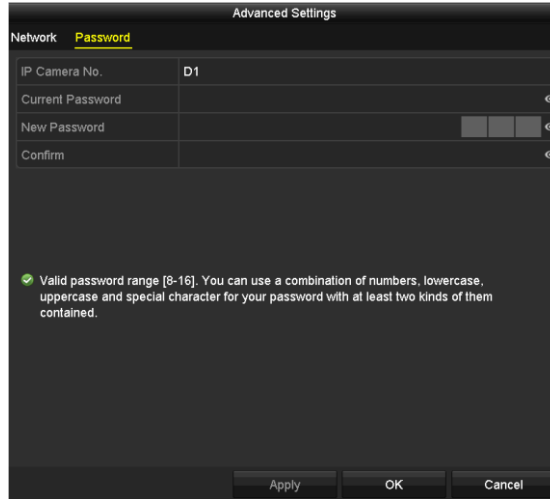 Advanced Settings
Network Password
IP Camera No. D1
Current Password
New Password
Confirm
Valid password range [8-16]. You can use a combination of numbers, lowercase,
uppercase and special character for your password with at least two kinds of them
contained.
Apply OK Cancel